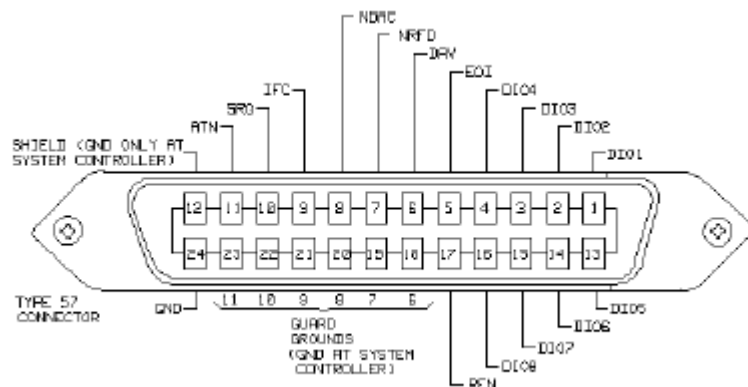 NDAC
NRFD
DAV
IFC
EOI
SRQ
DIO4
ATN
DIO3
DIO2
SHIELD (GND ONLY AT
SYSTEM CONTROLLER)
DIO1
12 11 10 9 8 7 6 5 4 3 2 1
24 23 22 21 20 19 18 17 16 15 14 13
TYPE 57
CONNECTOR
GND
11 10 9 8 7 6
DIO5
GUARD
GROUNDS
(GND AT SYSTEM
CONTROLLER)
DIO6
DIO7
DIO8
REN